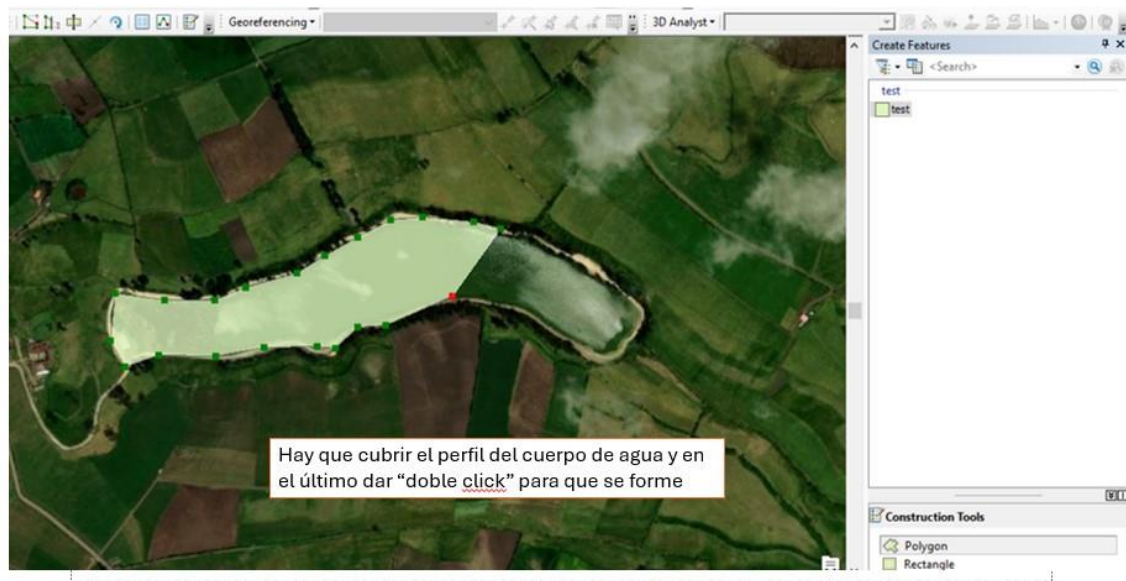 Georeferencing
3D Analyst
Create Features
<Search>
test
test
Hay que cubrir el perfil del cuerpo de agua y en
el último dar “doble click” para que se forme
Construction Tools
Polygon
Rectangle